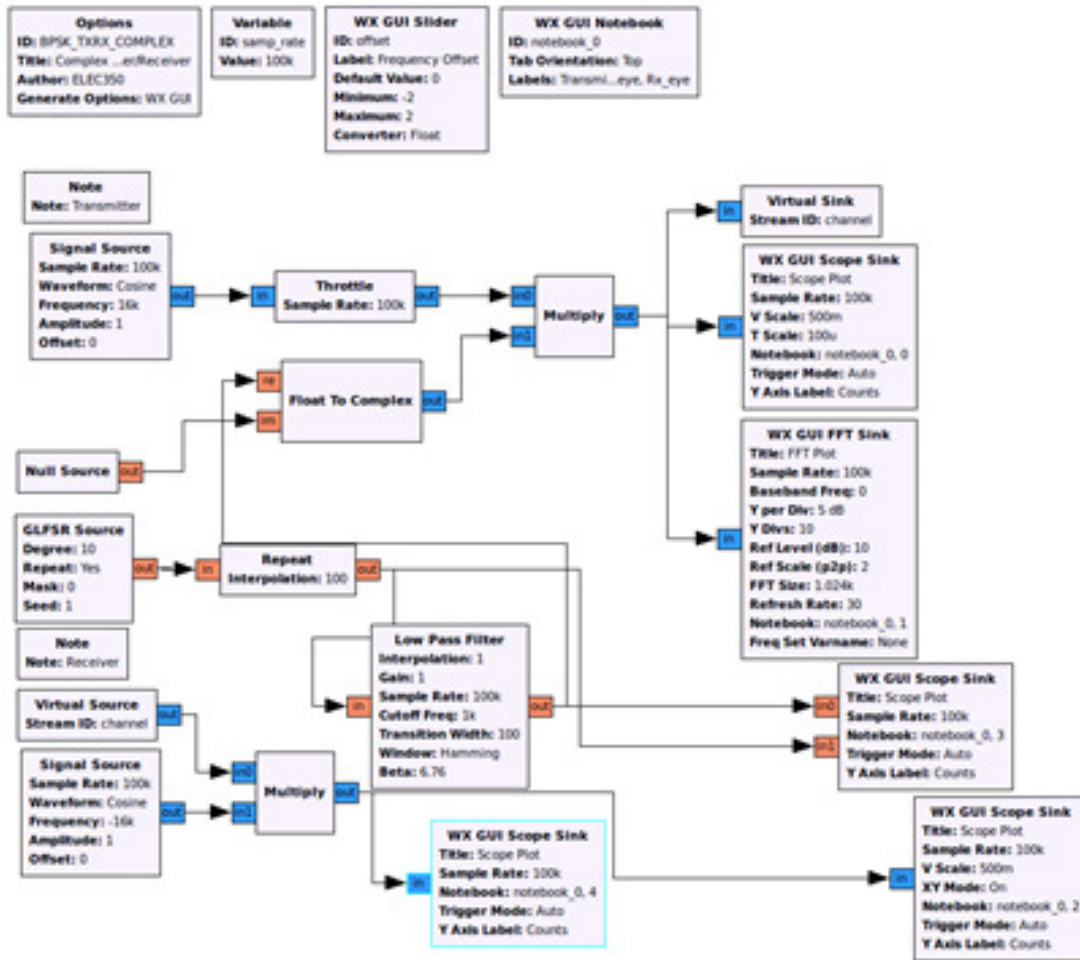 Options
ID: BPSK_TXRX_COMPLEX
Title: Complex ...er/Receiver
Author: ELEC350
Generate Options: WX GUI
Variable
ID: samp_rate
Value: 100k
WX GUI Slider
ID: offset
Label: Frequency Offset
Default Value: 0
Minimum: -2
Maximum: 2
Converter: Float
WX GUI Notebook
ID: notebook_0
Tab Orientation: Top
Labels: Transmi...eye, Rx_eye
Note
Note: Transmitter
Signal Source
Sample Rate: 100k
Waveform: Cosine
Frequency: 16k
Amplitude: 1
Offset: 0
out
in
Throttle
Sample Rate: 100k
out
in0
in1
Multiply
out
in
Virtual Sink
Stream ID: channel
in
WX GUI Scope Sink
Title: Scope Plot
Sample Rate: 100k
V Scale: 500m
T Scale: 100u
Notebook: notebook_0, 0
Trigger Mode: Auto
Y Axis Label: Counts
re
im
Float To Complex
out
Null Source
out
in
WX GUI FFT Sink
Title: FFT Plot
Sample Rate: 100k
Baseband Freq: 0
Y per Div: 5 dB
Y Divs: 10
Ref Level (dB): 10
Ref Scale (p2p): 2
FFT Size: 1.024k
Refresh Rate: 30
Notebook: notebook_0, 1
Freq Set Varname: None
GLFSR Source
Degree: 10
Repeat: Yes
Mask: 0
Seed: 1
out
in
Repeat
Interpolation: 100
out
Note
Note: Receiver
in
Low Pass Filter
Interpolation: 1
Gain: 1
Sample Rate: 100k
Cutoff Freq: 1k
Transition Width: 100
Window: Hamming
Beta: 6.76
out
in0
in1
WX GUI Scope Sink
Title: Scope Plot
Sample Rate: 100k
Notebook: notebook_0, 3
Trigger Mode: Auto
Y Axis Label: Counts
Virtual Source
Stream ID: channel
out
Signal Source
Sample Rate: 100k
Waveform: Cosine
Frequency: -16k
Amplitude: 1
Offset: 0
out
in0
in1
Multiply
out
in
WX GUI Scope Sink
Title: Scope Plot
Sample Rate: 100k
Notebook: notebook_0, 4
Trigger Mode: Auto
Y Axis Label: Counts
in
WX GUI Scope Sink
Title: Scope Plot
Sample Rate: 100k
V Scale: 500m
XY Mode: On
Notebook: notebook_0, 2
Trigger Mode: Auto
Y Axis Label: Counts